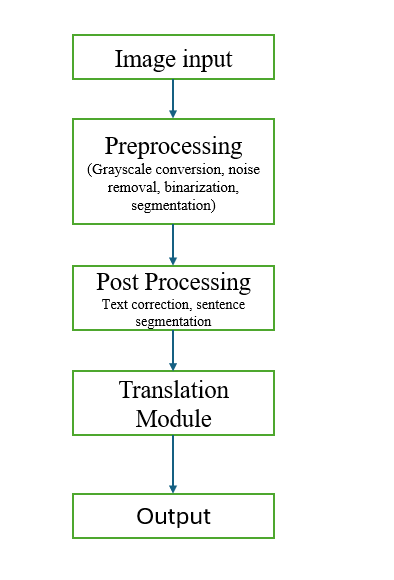 Image input
Preprocessing
(Grayscale conversion, noise
removal, binarization,
segmentation)
Post Processing
Text correction, sentence
segmentation
Translation
Module
Output